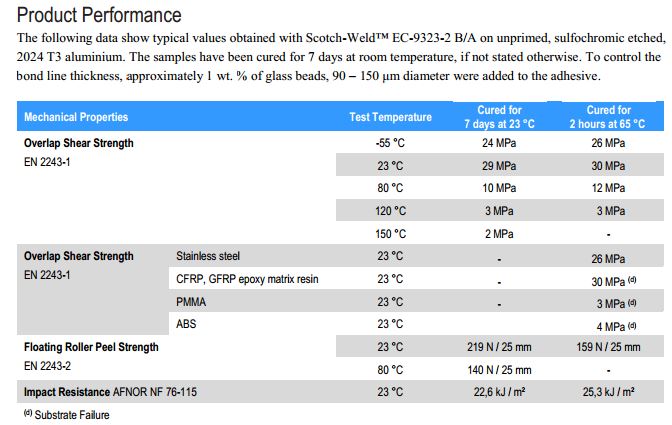 Product Performance
The following data show typical values obtained with Scotch-Weld™ EC-9323-2 B/A on unprimed, sulfochromic etched,
2024 T3 aluminium. The samples have been cured for 7 days at room temperature, if not stated otherwise. To control the
bond line thickness, approximately 1 wt. % of glass beads, 90 – 150 µm diameter were added to the adhesive.
Mechanical Properties Test Temperature Cured for 7 days at 23 °C Cured for 2 hours at 65 °C
Overlap Shear Strength -55 °C 24 MPa 26 MPa
EN 2243-1 23 °C 29 MPa 30 MPa
80 °C 10 MPa 12 MPa
120 °C 3 MPa 3 MPa
150 °C 2 MPa -
Overlap Shear Strength Stainless steel 23 °C - 26 MPa
EN 2243-1 CFRP, GFRP epoxy matrix resin 23 °C - 30 MPa (d)
PMMA 23 °C - 3 MPa (d)
ABS 23 °C 4 MPa (d)
Floating Roller Peel Strength 23 °C 219 N / 25 mm 159 N / 25 mm
EN 2243-2 80 °C 140 N / 25 mm -
Impact Resistance AFNOR NF 76-115 23 °C 22,6 kJ / m² 25,3 kJ / m²
(d) Substrate Failure